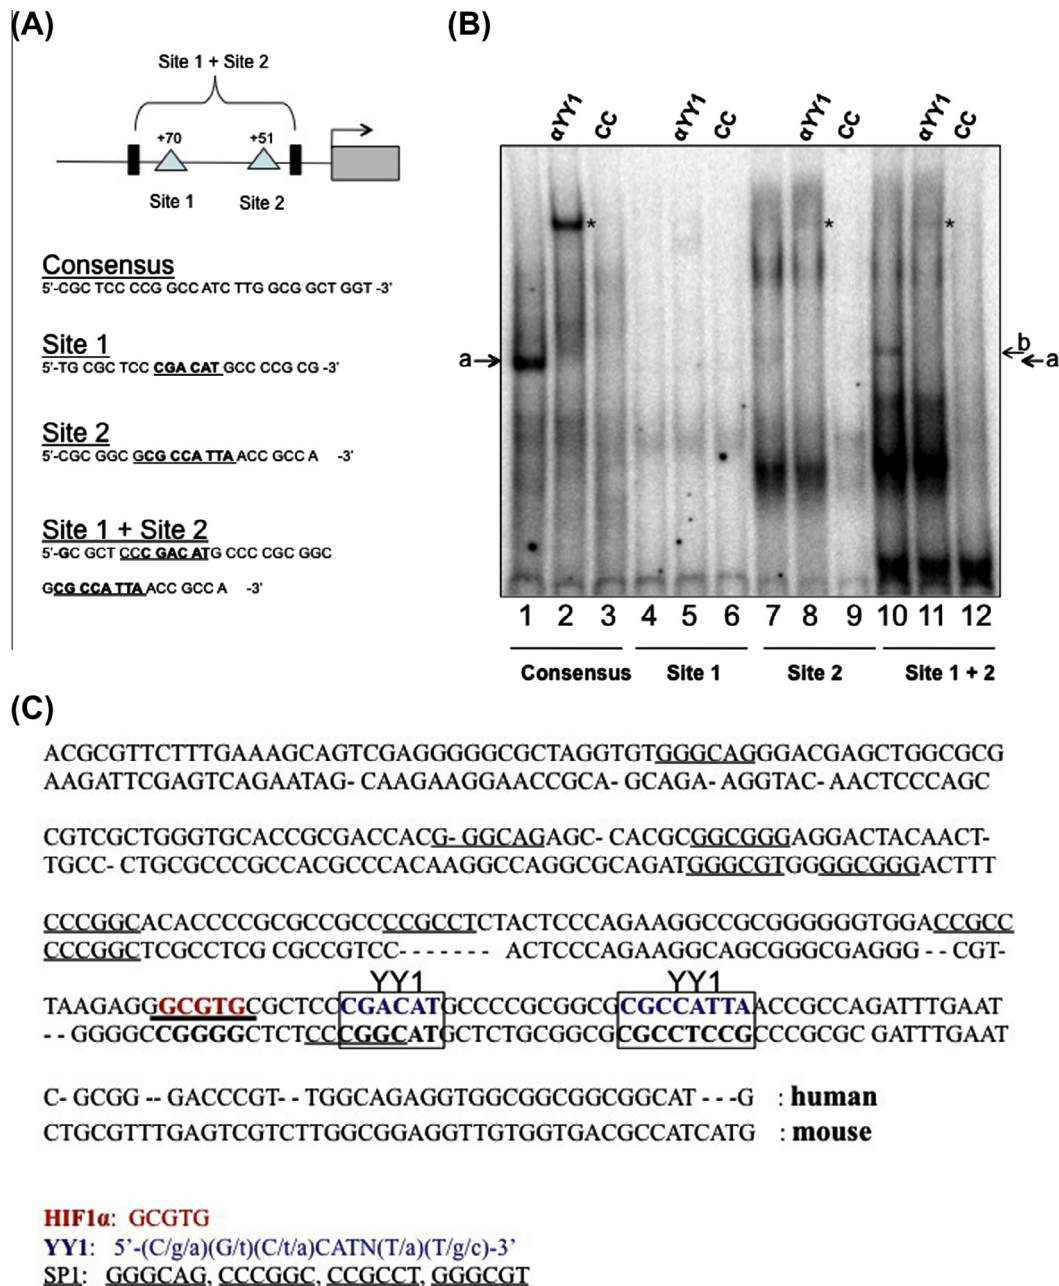 (A)
Site 1 + Site 2
+70
+51
Site 1
Site 2
Consensus
5'-CGC TCC CCG GCC ATC TTG GCG GCT GGT -3'
Site 1
5'-TG CGC TCC CGA CAT GCC CCG CG -3'
Site 2
5'-CGC GGC GCG CCA TTA ACC GCC A -3'
Site 1 + Site 2
5'-GC GCT CCC GAC ATG CCC CGC GGC
GCG CCA TTA ACC GCC A -3'
(B)
αYY1 CC αYY1 CC αYY1 CC αYY1 CC
* * *
a
b
a
1 2 3 4 5 6 7 8 9 10 11 12
Consensus Site 1 Site 2 Site 1 + 2
(C)
ACGCGTTCTTTGAAAGCAGTCGAGGGGGCGCTAGGTGTGGGCAGGGACGAGCTGGCGCG
AAGATTCGAGTCAGAATAG- CAAGAAGGAACCGCA- GCAGA- AGGTAC- AACTCCCAGC
CGTCGCTGGGTGCACCGCGACCACG- GGCAGAGC- CACGCGGCGGGAGGACTACAACT-
TGCC- CTGCGCCCGCCACGCCCACAAGGCCAGGCGCAGATGGGCGTGGGGCGGGACTTT
CCCGGCACACCCCGCGCCGCCCCGCCTCTACTCCCAGAAGGCCGCGGGGGGTGGACCGCC
CCCGGCTCGCCTCG CGCCGTCC- - - - - - - ACTCCCAGAAGGCAGCGGGCGAGGG - - CGT-
YY1 YY1
TAAGAGGGCGTGCGCTCCCGACATGCCCCGCGGCGCGCCATTAACCGCCAGATTTGAAT
- - GGGGCCGGGGCTCTCCCGGCATGCTCTGCGGCGCGCCTCCGCCCGCGC GATTTGAAT
C- GCGG -- GACCCGT- - TGGCAGAGGTGGCGGCGGCGGCAT - - -G : human
CTGCGTTTGAGTCGTCTTGGCGGAGGTTGTGGTGACGCCATCATG : mouse
HIF1α: GCGTG
YY1: 5'-(C/g/a)(G/t)(C/t/a)CATN(T/a)(T/g/c)-3'
SP1: GGGCAG, CCCGGC, CCGCCT, GGGCGT